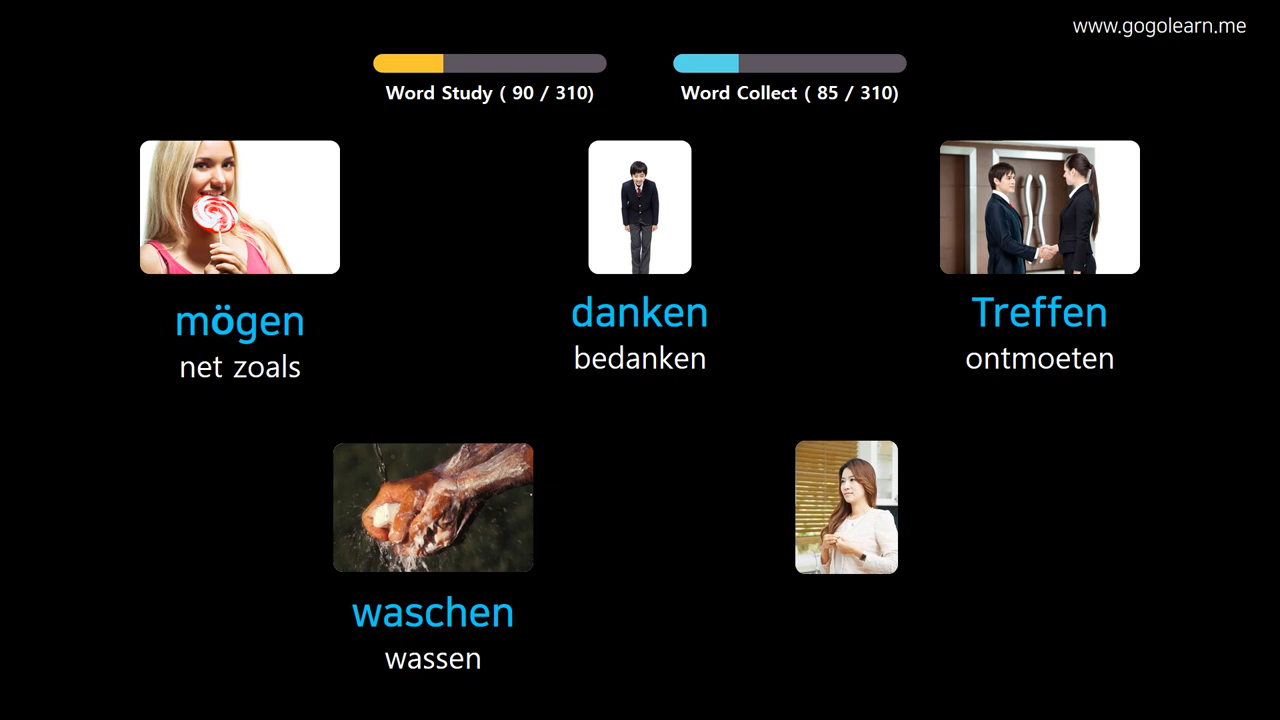 www.gogolearn.me
Word Study ( 90 / 310)
Word Collect ( 85 / 310)
mögen
net zoals
danken
bedanken
Treffen
ontmoeten
waschen
wassen